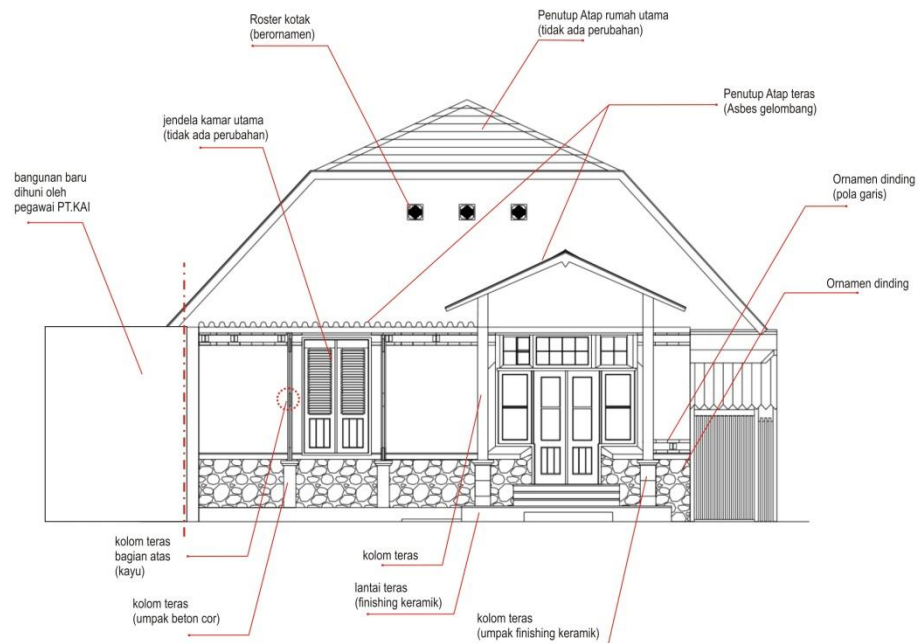 Roster kotak
(berornamen)
Penutup Atap rumah utama
(tidak ada perubahan)
Penutup Atap teras
(Asbes gelombang)
jendela kamar utama
(tidak ada perubahan)
bangunan baru
dihuni oleh
pegawai PT.KAI
Ornamen dinding
(pola garis)
Ornamen dinding
kolom teras
bagian atas
(kayu)
kolom teras
(umpak beton cor)
kolom teras
lantai teras
(finishing keramik)
kolom teras
(umpak finishing keramik)